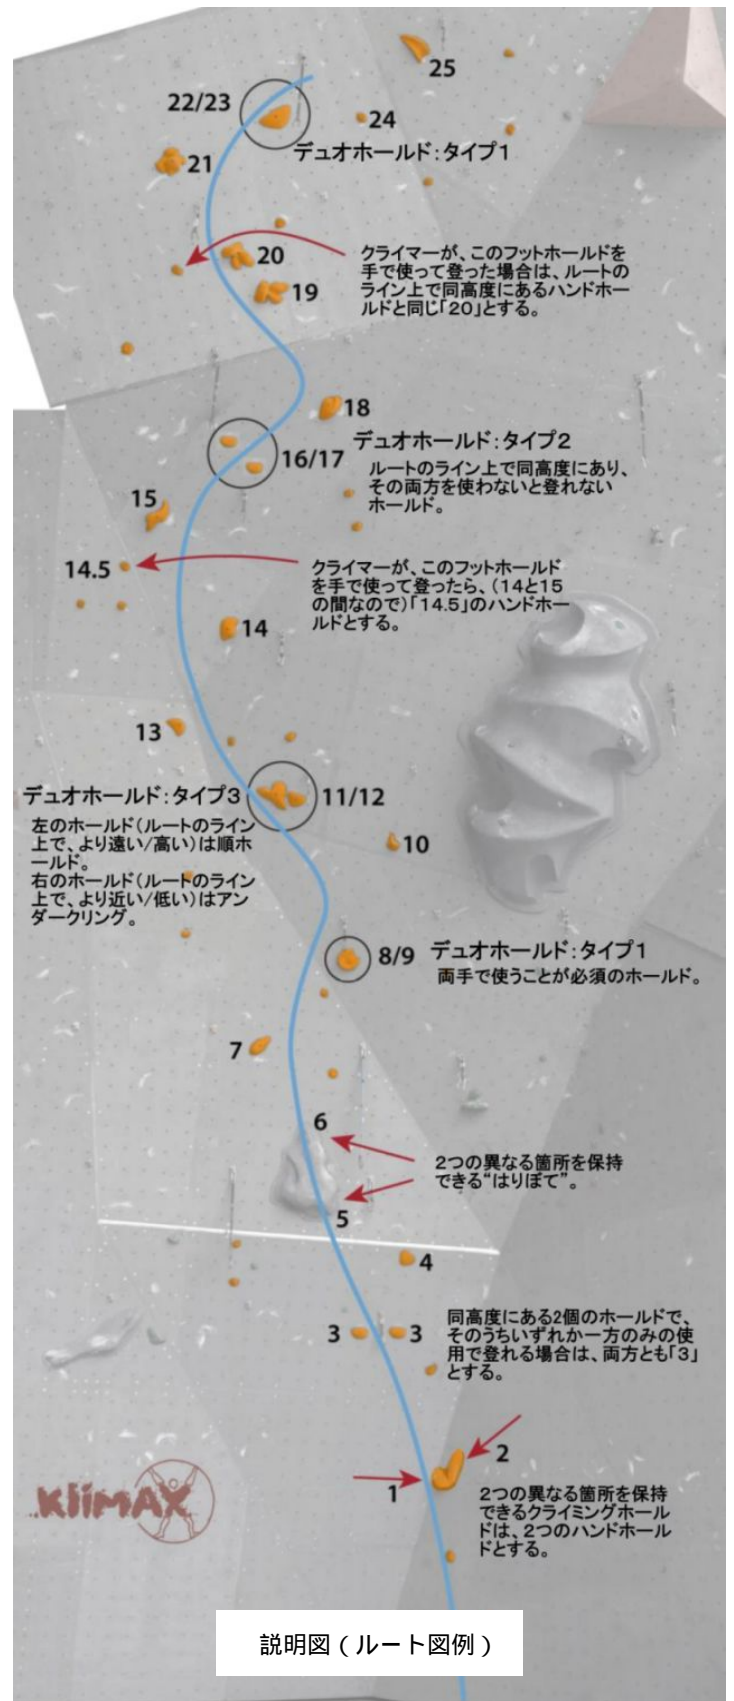 25
22/23
24
デュオホールド：タイプ1
21
20
クライマーが、このフットホールドを
手で使って登った場合は、ルートの
ライン上で同高度にあるハンドホー
ルドと同じ「20」とする。
19
18
デュオホールド：タイプ2
16/17
ルートのライン上で同高度にあり、
その両方を使わないと登れない
ホールド。
15
14.5
クライマーが、このフットホールド
を手で使って登ったら、（14と15
の間なので）「14.5」のハンドホー
ルドとする。
14
13
デュオホールド：タイプ3
11/12
左のホールド（ルートのライン
上で、より遠い/高い）は順ホ
ールド。
右のホールド（ルートのライン
上で、より近い/低い）はアン
ダークリング。
10
8/9
デュオホールド：タイプ1
両手で使うことが必須のホールド。
7
6
2つの異なる箇所を保持
できる“はりぼて”。
5
4
3
3
同高度にある2個のホールドで、
そのうちいずれか一方のみの使
用で登れる場合は、両方とも「3」
とする。
2
1
2つの異なる箇所を保持
できるクライミングホール
ドは、2つのハンドホール
ドとする。
..KliMAX
説明図（ルート図例）